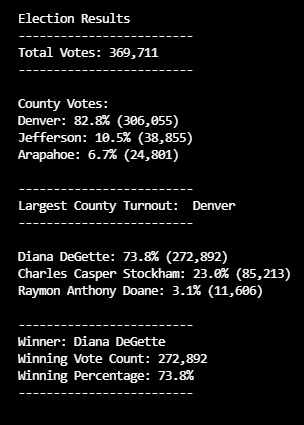 Election Results
-------------------------
Total Votes: 369,711
-------------------------
County Votes:
Denver: 82.8% (306,055)
Jefferson: 10.5% (38,855)
Arapahoe: 6.7% (24,801)
-------------------------
Largest County Turnout:  Denver
-------------------------
Diana DeGette: 73.8% (272,892)
Charles Casper Stockham: 23.0% (85,213)
Raymon Anthony Doane: 3.1% (11,606)
-------------------------
Winner: Diana DeGette
Winning Vote Count: 272,892
Winning Percentage: 73.8%
-------------------------